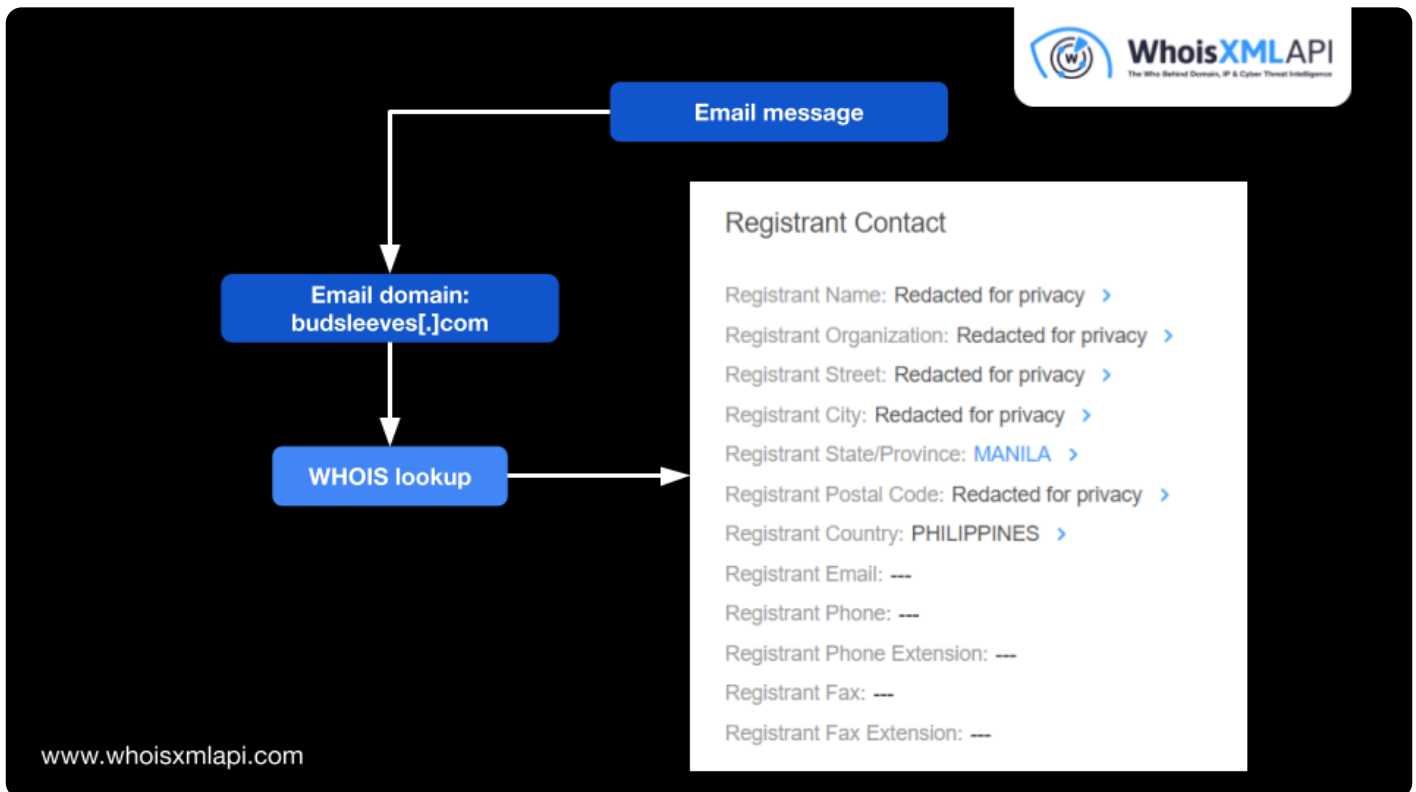 WhoisXMLAPI
The Who Behind Domain, IP & Cyber Threat Intelligence
Email message
Email domain:
budsleeves[.]com
WHOIS lookup
Registrant Contact
Registrant Name: Redacted for privacy >
Registrant Organization: Redacted for privacy >
Registrant Street: Redacted for privacy >
Registrant City: Redacted for privacy >
Registrant State/Province: MANILA >
Registrant Postal Code: Redacted for privacy >
Registrant Country: PHILIPPINES >
Registrant Email: ---
Registrant Phone: ---
Registrant Phone Extension: ---
Registrant Fax: ---
Registrant Fax Extension: ---
www.whoisxmlapi.com